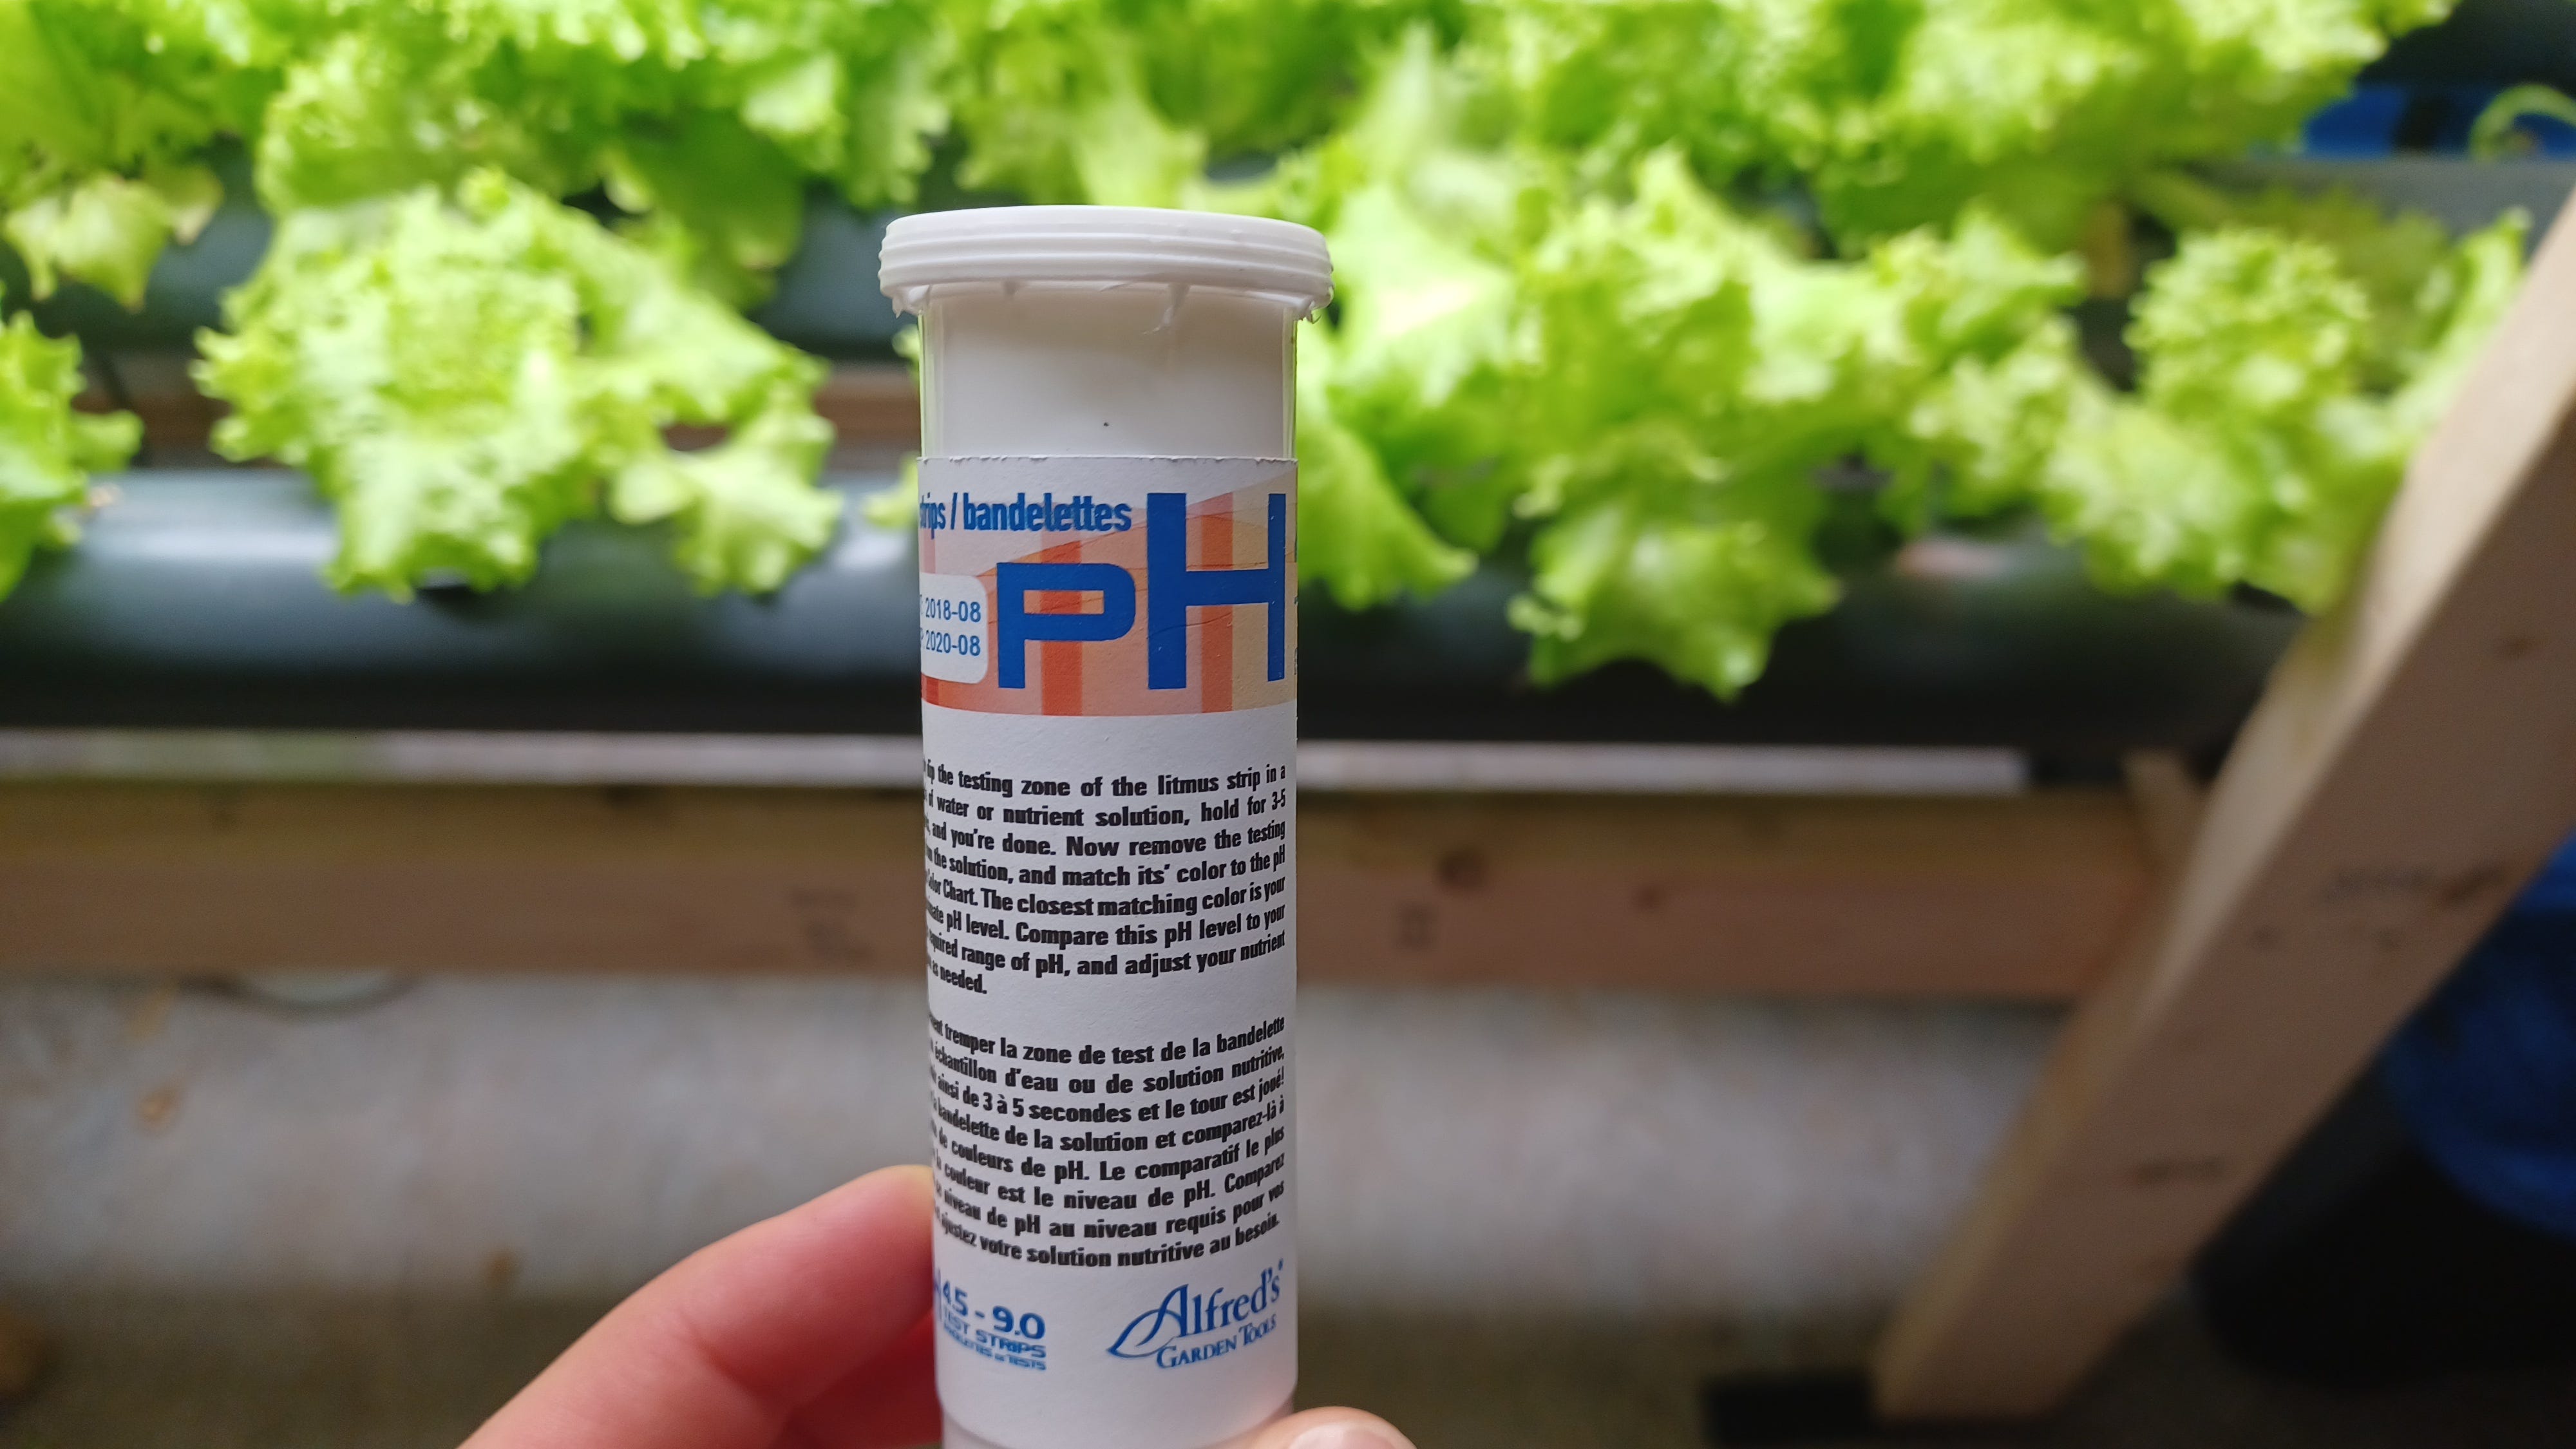 strips / bandelettes
pH
2018-08
2020-08
the testing zone of the litmus strip in a
of water or nutrient solution, hold for 3-5
and you're done. Now remove the testing
the solution, and match its' color to the pH
Color Chart. The closest matching color is your
pH level. Compare this pH level to your
range of pH, and adjust your nutrient
needed.
tremper la zone de test de la bandelette
échantillon d'eau ou de solution nutritive,
ainsi de 3 à 5 secondes et le tour est joué!
bandelette de la solution et comparez-là à
de couleurs de pH. Le comparatif le plus
couleur est le niveau de pH. Comparez
niveau de pH au niveau requis pour vos
ajustez votre solution nutritive au besoin.
4.5 - 9.0
TEST STRIPS
Alfred's
GARDEN TOOLS